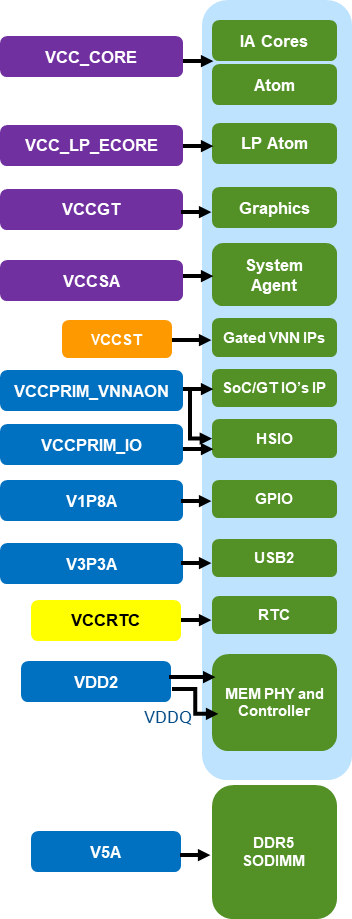 VCC_CORE
IA Cores
Atom
VCC_LP_ECORE
LP Atom
VCCGT
Graphics
VCCSA
System
Agent
VCCST
Gated VNN IPs
VCCPRIM_VNNAON
SoC/GT IO's IP
VCCPRIM_IO
HSIO
V1P8A
GPIO
V3P3A
USB2
VCCRTC
RTC
VDD2
VDDQ
MEM PHY and
Controller
V5A
DDR5
SODIMM